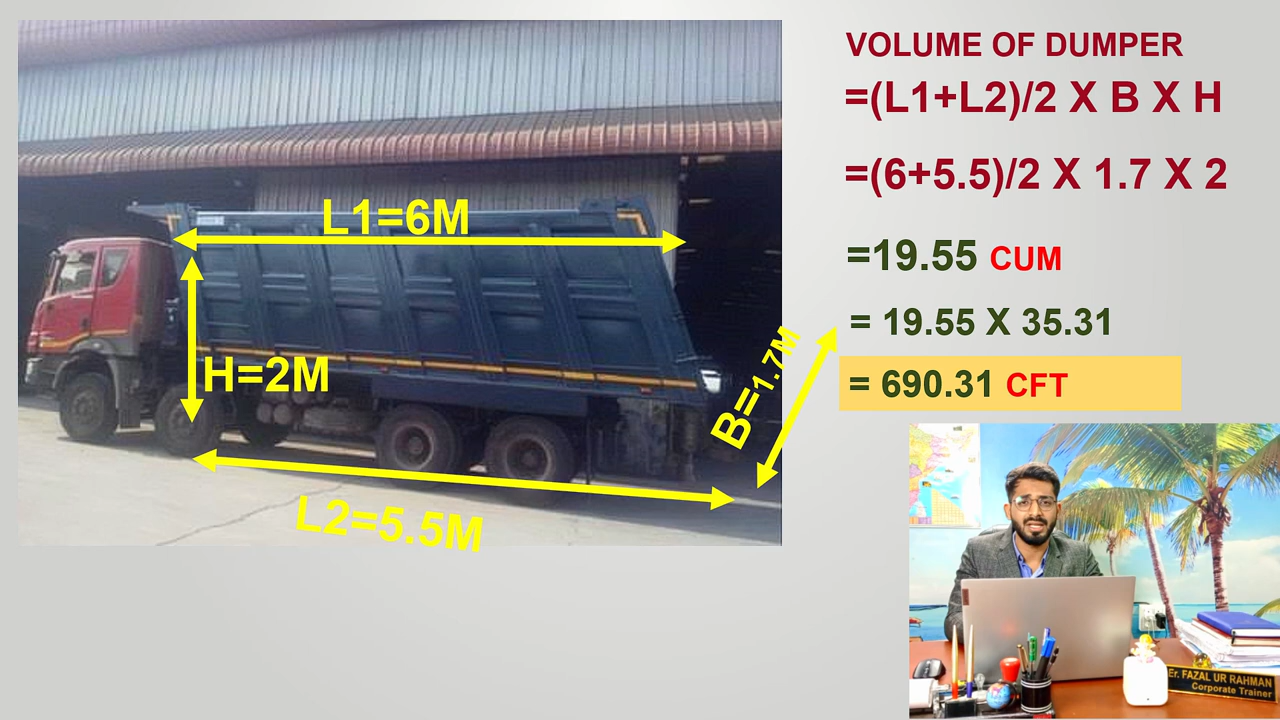 VOLUME OF DUMPER
=(L1+L2)/2 X B X H
=(6+5.5)/2 X 1.7 X 2
=19.55 CUM
= 19.55 X 35.31
= 690.31 CFT
L1=6M
H=2M
B=1.7M
L2=5.5M
Er. FAZAL UR RAHMAN
Corporate Trainer